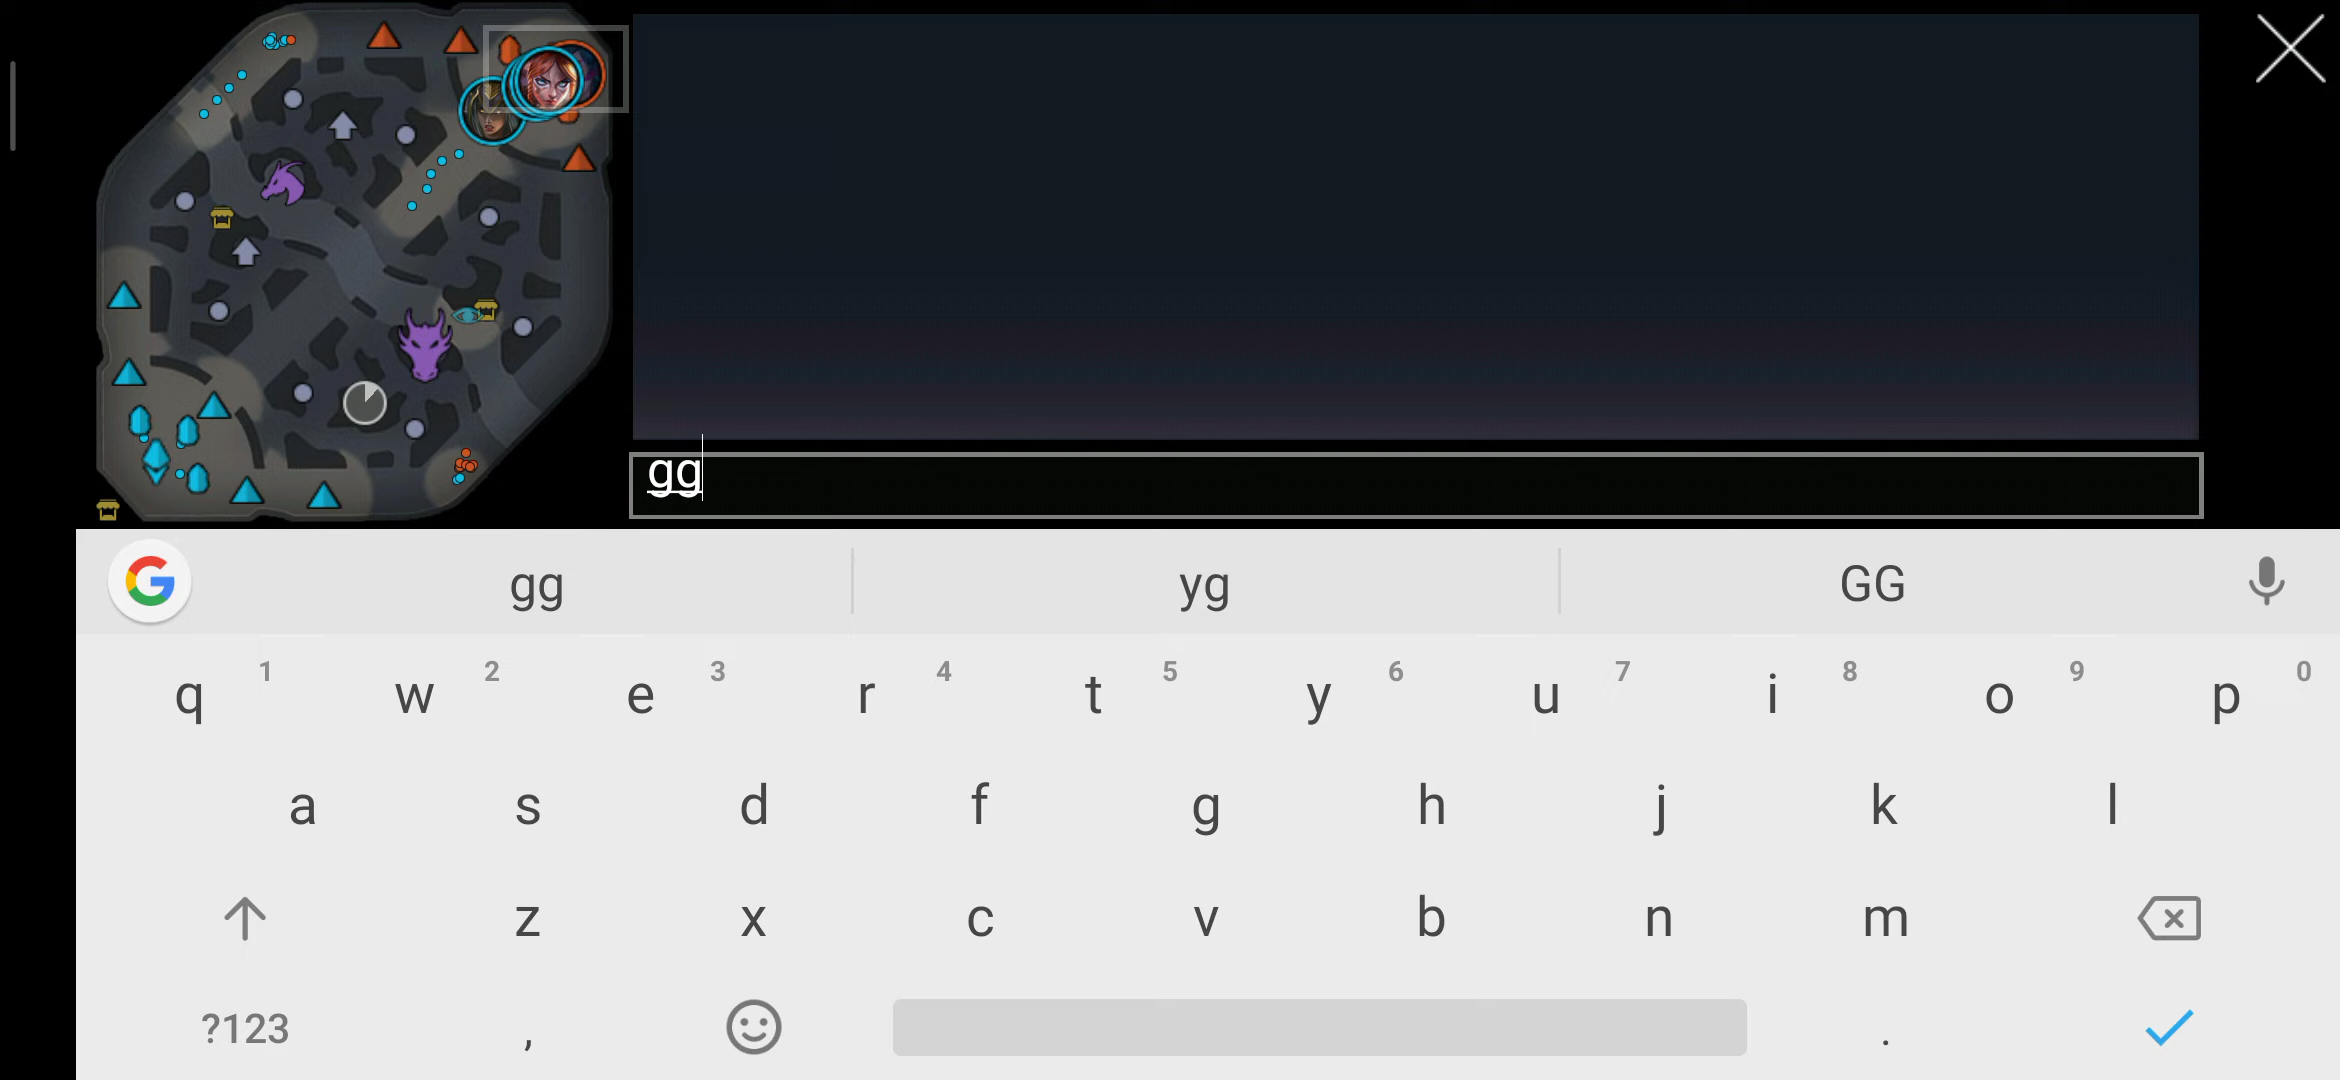 gg
gg yg GG
q 1 w 2 e 3 r 4 t 5 y 6 u 7 i 8 o 9 p 0
a s d f g h j k l
z x c v b n m
?123 , .